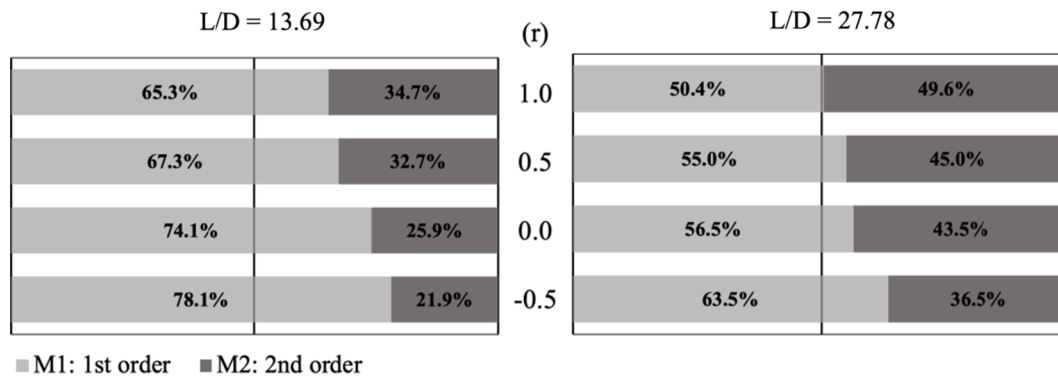 L/D = 13.69
(r)
L/D = 27.78
65.3% 34.7% 1.0 50.4% 49.6%
67.3% 32.7% 0.5 55.0% 45.0%
74.1% 25.9% 0.0 56.5% 43.5%
78.1% 21.9% -0.5 63.5% 36.5%
M1: 1st order M2: 2nd order